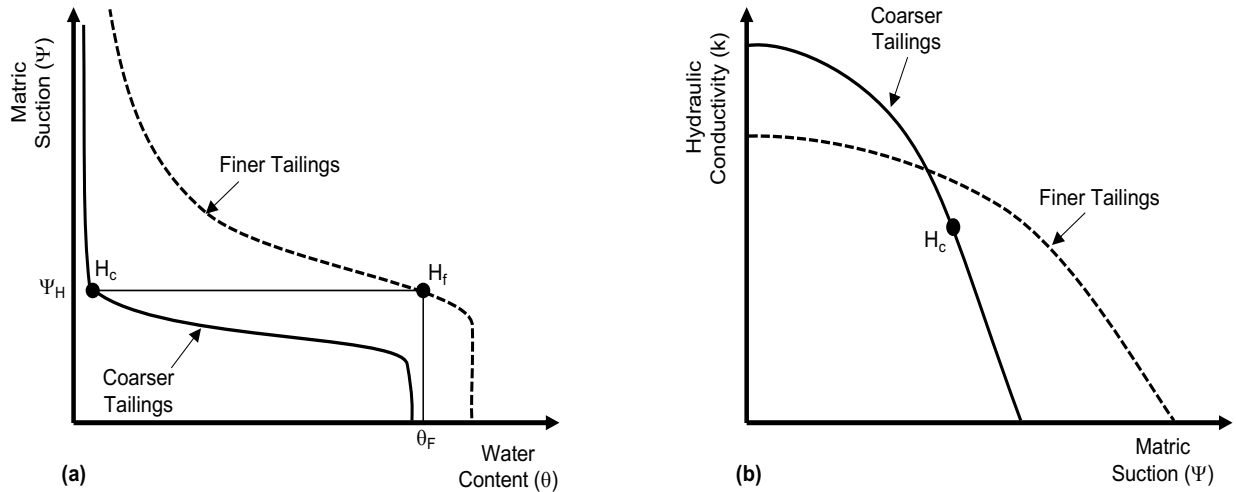 Matric
Suction (Ψ)
Finer Tailings
H_c
H_f
Ψ_H
Coarser
Tailings
θ_F
Water
Content (θ)
(a)
Coarser
Tailings
Hydraulic
Conductivity (k)
Finer Tailings
H_c
Matric
Suction (Ψ)
(b)